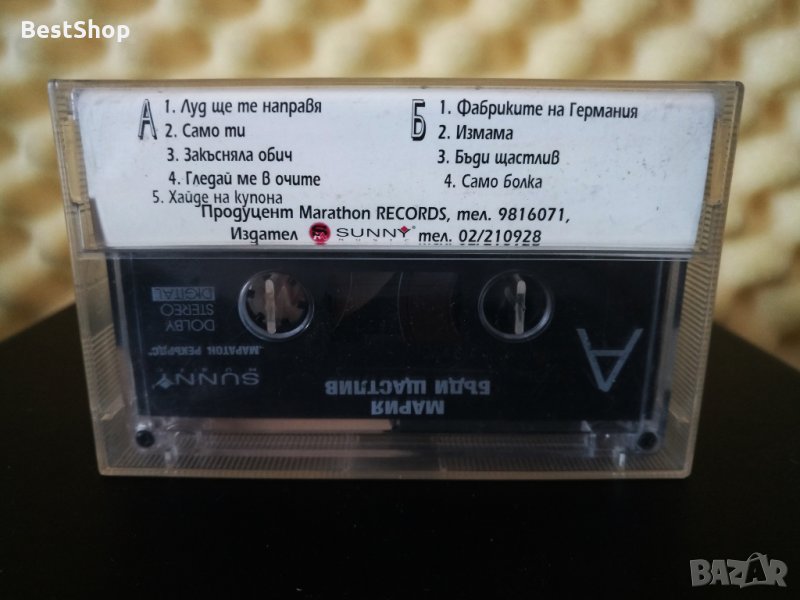 BestShop
А
1. Луд ще те направя
2. Само ти
3. Закъсняла обич
4. Гледай ме в очите
5. Хайде на купона
Б
1. Фабриките на Германия
2. Измама
3. Бъди щастлив
4. Само болка
Продуцент Marathon RECORDS, тел. 9816071,
Издател SUNNY MUSIC тел. 02/210928
A
МАРИЯ
БЪДИ ЩАСТЛИВ
SUNNY
"МАРАТОН РЕКЪРДС"
DOLBY
STEREO
DIGITAL
BAZAR